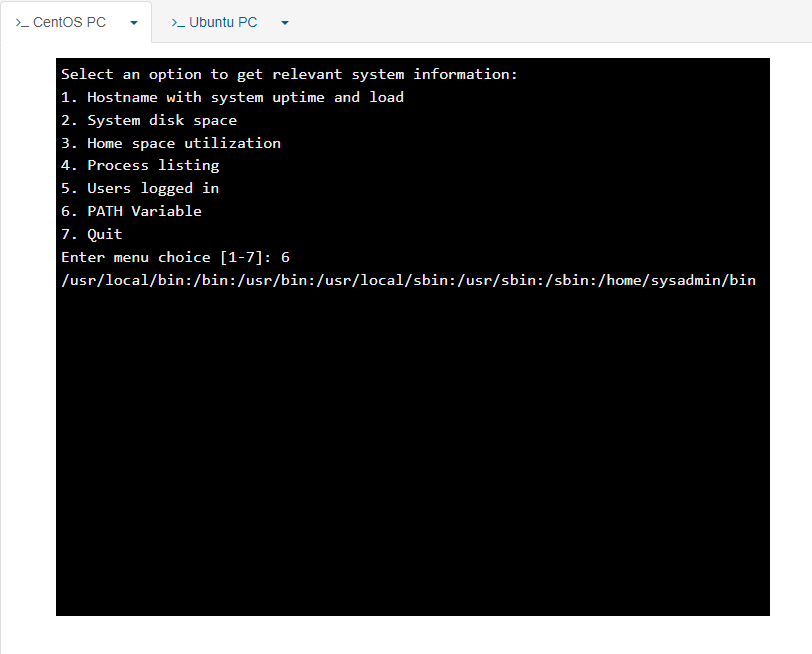 >_ CentOS PC >_ Ubuntu PC
Select an option to get relevant system information:
1. Hostname with system uptime and load
2. System disk space
3. Home space utilization
4. Process listing
5. Users logged in
6. PATH Variable
7. Quit
Enter menu choice [1-7]: 6
/usr/local/bin:/bin:/usr/bin:/usr/local/sbin:/usr/sbin:/sbin:/home/sysadmin/bin